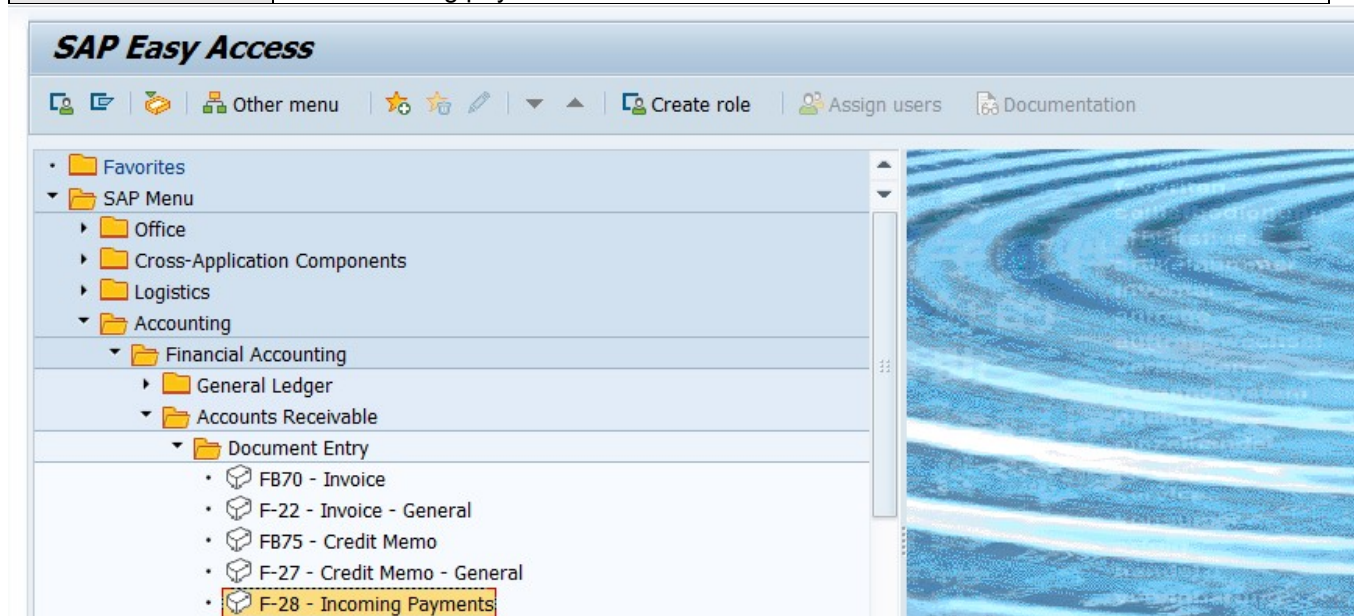 SAP Easy Access
Other menu Create role Assign users Documentation
Favorites
SAP Menu
Office
Cross-Application Components
Logistics
Accounting
Financial Accounting
General Ledger
Accounts Receivable
Document Entry
FB70 - Invoice
F-22 - Invoice - General
FB75 - Credit Memo
F-27 - Credit Memo - General
F-28 - Incoming Payments